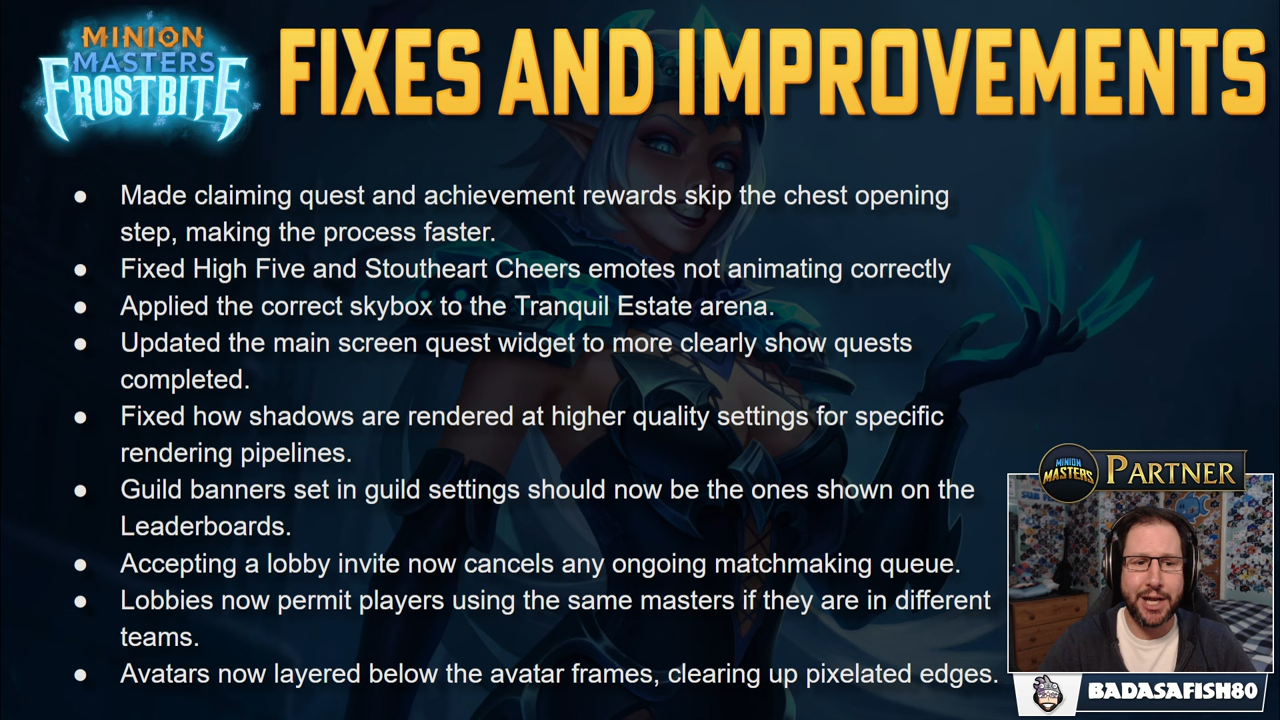 MINION
MASTERS
FROSTBITE
FIXES AND IMPROVEMENTS
● Made claiming quest and achievement rewards skip the chest opening
step, making the process faster.
● Fixed High Five and Stoutheart Cheers emotes not animating correctly
● Applied the correct skybox to the Tranquil Estate arena.
● Updated the main screen quest widget to more clearly show quests
completed.
● Fixed how shadows are rendered at higher quality settings for specific
rendering pipelines.
● Guild banners set in guild settings should now be the ones shown on the
Leaderboards.
● Accepting a lobby invite now cancels any ongoing matchmaking queue.
● Lobbies now permit players using the same masters if they are in different
teams.
● Avatars now layered below the avatar frames, clearing up pixelated edges.
MINION
MASTERS
PARTNER
BADASAFISH80